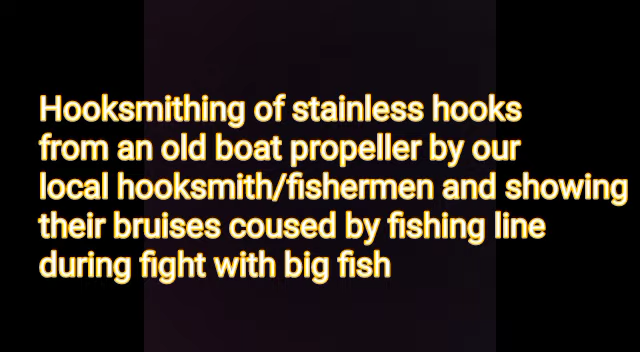 Hooksmithing of stainless hooks
from an old boat propeller by our
local hooksmith/fishermen and showing
their bruises coused by fishing line
during fight with big fish